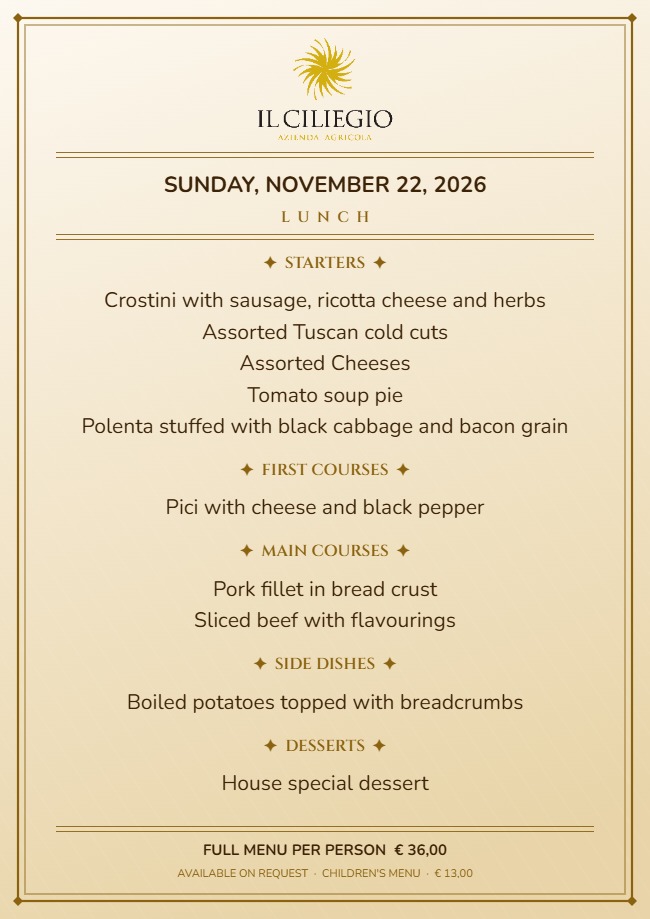 IL CILIEGIO
AZIENDA AGRICOLA
SUNDAY, NOVEMBER 22, 2026
LUNCH
✦ STARTERS ✦
Crostini with sausage, ricotta cheese and herbs
Assorted Tuscan cold cuts
Assorted Cheeses
Tomato soup pie
Polenta stuffed with black cabbage and bacon grain
✦ FIRST COURSES ✦
Pici with cheese and black pepper
✦ MAIN COURSES ✦
Pork fillet in bread crust
Sliced beef with flavourings
✦ SIDE DISHES ✦
Boiled potatoes topped with breadcrumbs
✦ DESSERTS ✦
House special dessert
FULL MENU PER PERSON € 36,00
AVAILABLE ON REQUEST · CHILDREN'S MENU · € 13,00